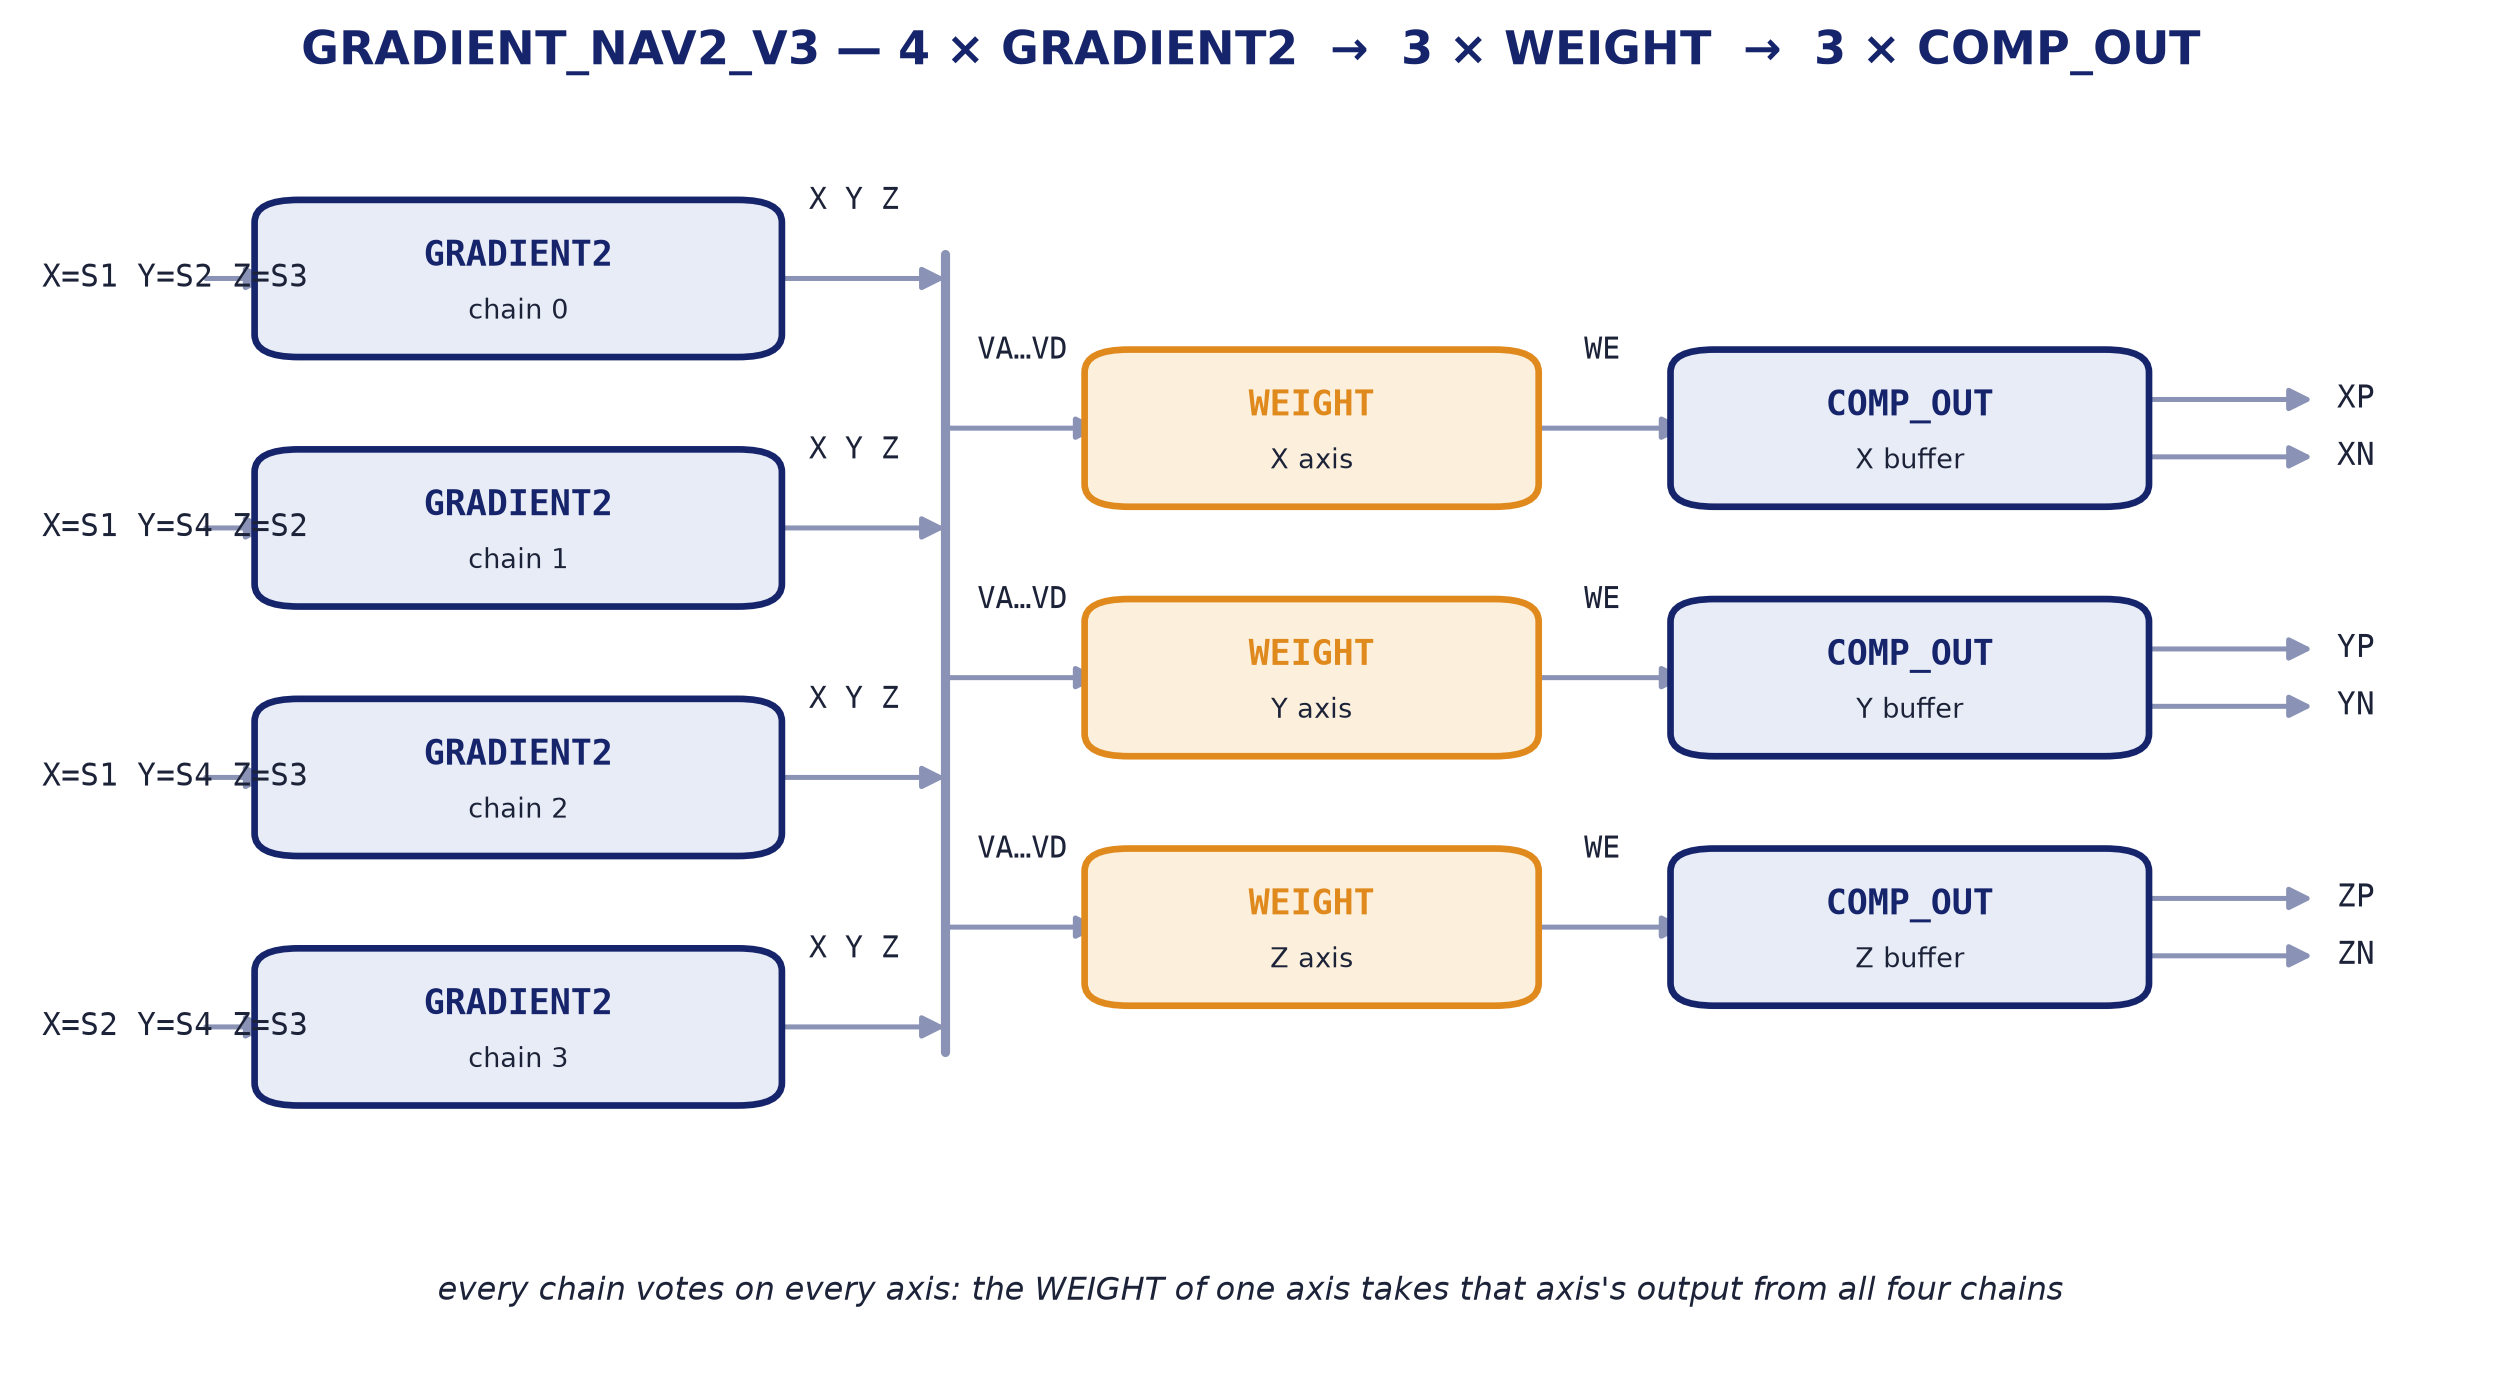 GRADIENT_NAV2_V3 — 4 × GRADIENT2 → 3 × WEIGHT → 3 × COMP_OUT
X Y Z
X=S1 Y=S2 Z=S3
GRADIENT2
chain 0
VA…VD
WE
WEIGHT
X axis
COMP_OUT
X buffer
XP
XN
X Y Z
X=S1 Y=S4 Z=S2
GRADIENT2
chain 1
VA…VD
WE
WEIGHT
Y axis
COMP_OUT
Y buffer
YP
YN
X Y Z
X=S1 Y=S4 Z=S3
GRADIENT2
chain 2
VA…VD
WE
WEIGHT
Z axis
COMP_OUT
Z buffer
ZP
ZN
X Y Z
X=S2 Y=S4 Z=S3
GRADIENT2
chain 3
every chain votes on every axis: the WEIGHT of one axis takes that axis's output from all four chains